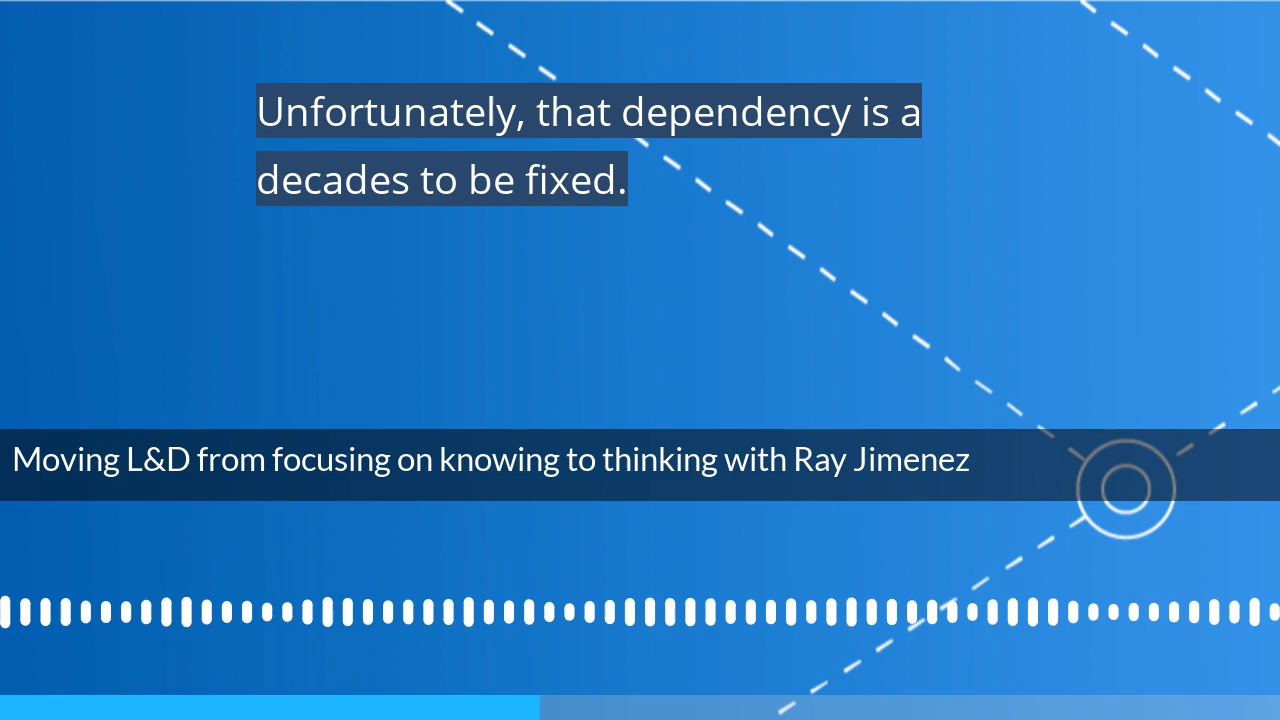 Unfortunately, that dependency is a
decades to be fixed.
Moving L&D from focusing on knowing to thinking with Ray Jimenez